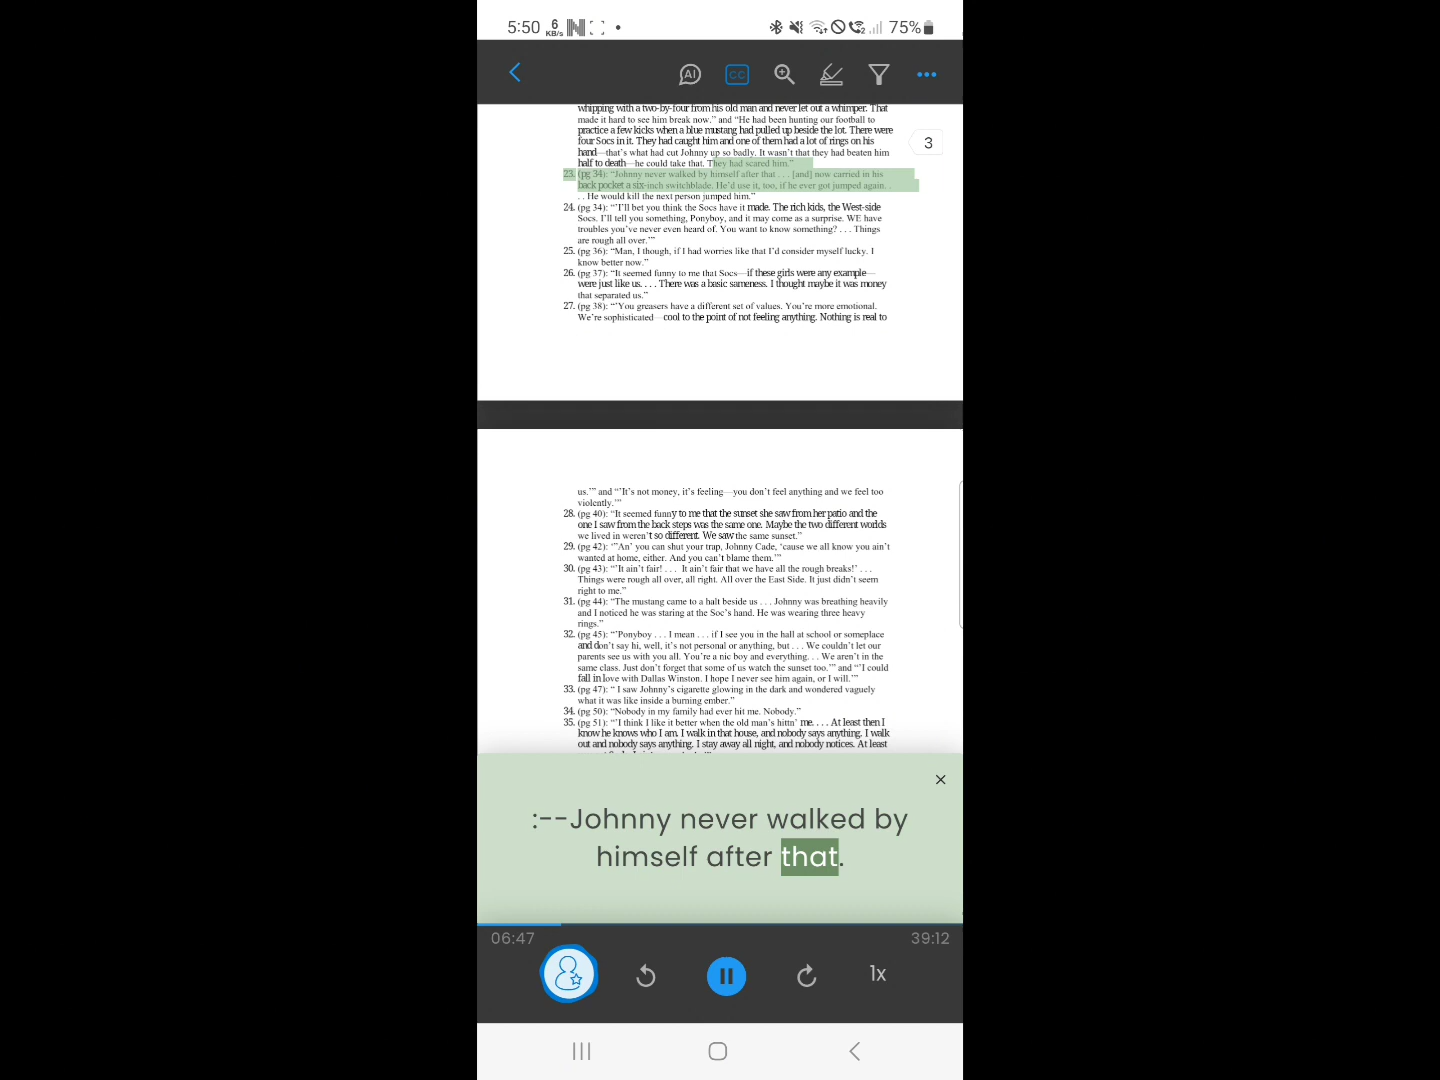 5:50 6 KB/s 75%
AI CC
3
whipping with a two-by-four from his old man and never let out a whimper. That
made it hard to see him break now.” and “He had been hunting our football to
practice a few kicks when a blue mustang had pulled up beside the lot. There were
four Socs in it. They had caught him and one of them had a lot of rings on his
hand—that’s what had cut Johnny up so badly. It wasn’t that they had beaten him
half to death—he could take that. They had scared him.”
23. (pg 34): “Johnny never walked by himself after that . . . [and] now carried in his
back pocket a six-inch switchblade. He’d use it, too, if he ever got jumped again. .
. . He would kill the next person jumped him.”
24. (pg 34): “‘I’ll bet you think the Socs have it made. The rich kids, the West-side
Socs. I’ll tell you something, Ponyboy, and it may come as a surprise. WE have
troubles you’ve never even heard of. You want to know something? . . . Things
are rough all over.’”
25. (pg 36): “Man, I though, if I had worries like that I’d consider myself lucky. I
know better now.”
26. (pg 37): “It seemed funny to me that Socs—if these girls were any example—
were just like us. . . . There was a basic sameness. I thought maybe it was money
that separated us.”
27. (pg 38): “‘You greasers have a different set of values. You’re more emotional.
We’re sophisticated—cool to the point of not feeling anything. Nothing is real to
us.’” and “‘It’s not money, it’s feeling—you don’t feel anything and we feel too
violently.’”
28. (pg 40): “It seemed funny to me that the sunset she saw from her patio and the
one I saw from the back steps was the same one. Maybe the two different worlds
we lived in weren’t so different. We saw the same sunset.”
29. (pg 42): ‘”An’ you can shut your trap, Johnny Cade, ‘cause we all know you ain’t
wanted at home, either. And you can’t blame them.’”
30. (pg 43): “‘It ain’t fair! . . . It ain’t fair that we have all the rough breaks!’ . . .
Things were rough all over, all right. All over the East Side. It just didn’t seem
right to me.”
31. (pg 44): “The mustang came to a halt beside us . . . Johnny was breathing heavily
and I noticed he was staring at the Soc’s hand. He was wearing three heavy
rings.”
32. (pg 45): “‘Ponyboy . . . I mean . . . if I see you in the hall at school or someplace
and don’t say hi, well, it’s not personal or anything, but . . . We couldn’t let our
parents see us with you all. You’re a nic boy and everything. . . We aren’t in the
same class. Just don’t forget that some of us watch the sunset too.’” and “‘I could
fall in love with Dallas Winston. I hope I never see him again, or I will.’”
33. (pg 47): “ I saw Johnny’s cigarette glowing in the dark and wondered vaguely
what it was like inside a burning ember.”
34. (pg 50): “Nobody in my family had ever hit me. Nobody.”
35. (pg 51): “‘I think I like it better when the old man’s hittn’ me. . . . At least then I
know he knows who I am. I walk in that house, and nobody says anything. I walk
out and nobody says anything. I stay away all night, and nobody notices. At least
:--Johnny never walked by
himself after that.
06:47 39:12
1x